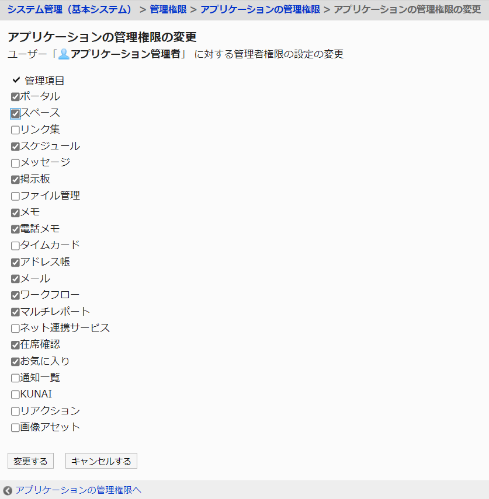 システム管理（基本システム） > 管理権限 > アプリケーションの管理権限 > アプリケーションの管理権限の変更
アプリケーションの管理権限の変更
ユーザー「アプリケーション管理者」 に対する管理者権限の設定の変更
管理項目
ポータル
スペース
リンク集
スケジュール
メッセージ
掲示板
ファイル管理
メモ
電話メモ
タイムカード
アドレス帳
メール
ワークフロー
マルチレポート
ネット連携サービス
在席確認
お気に入り
通知一覧
KUNAI
リアクション
画像アセット
変更する キャンセルする
アプリケーションの管理権限へ